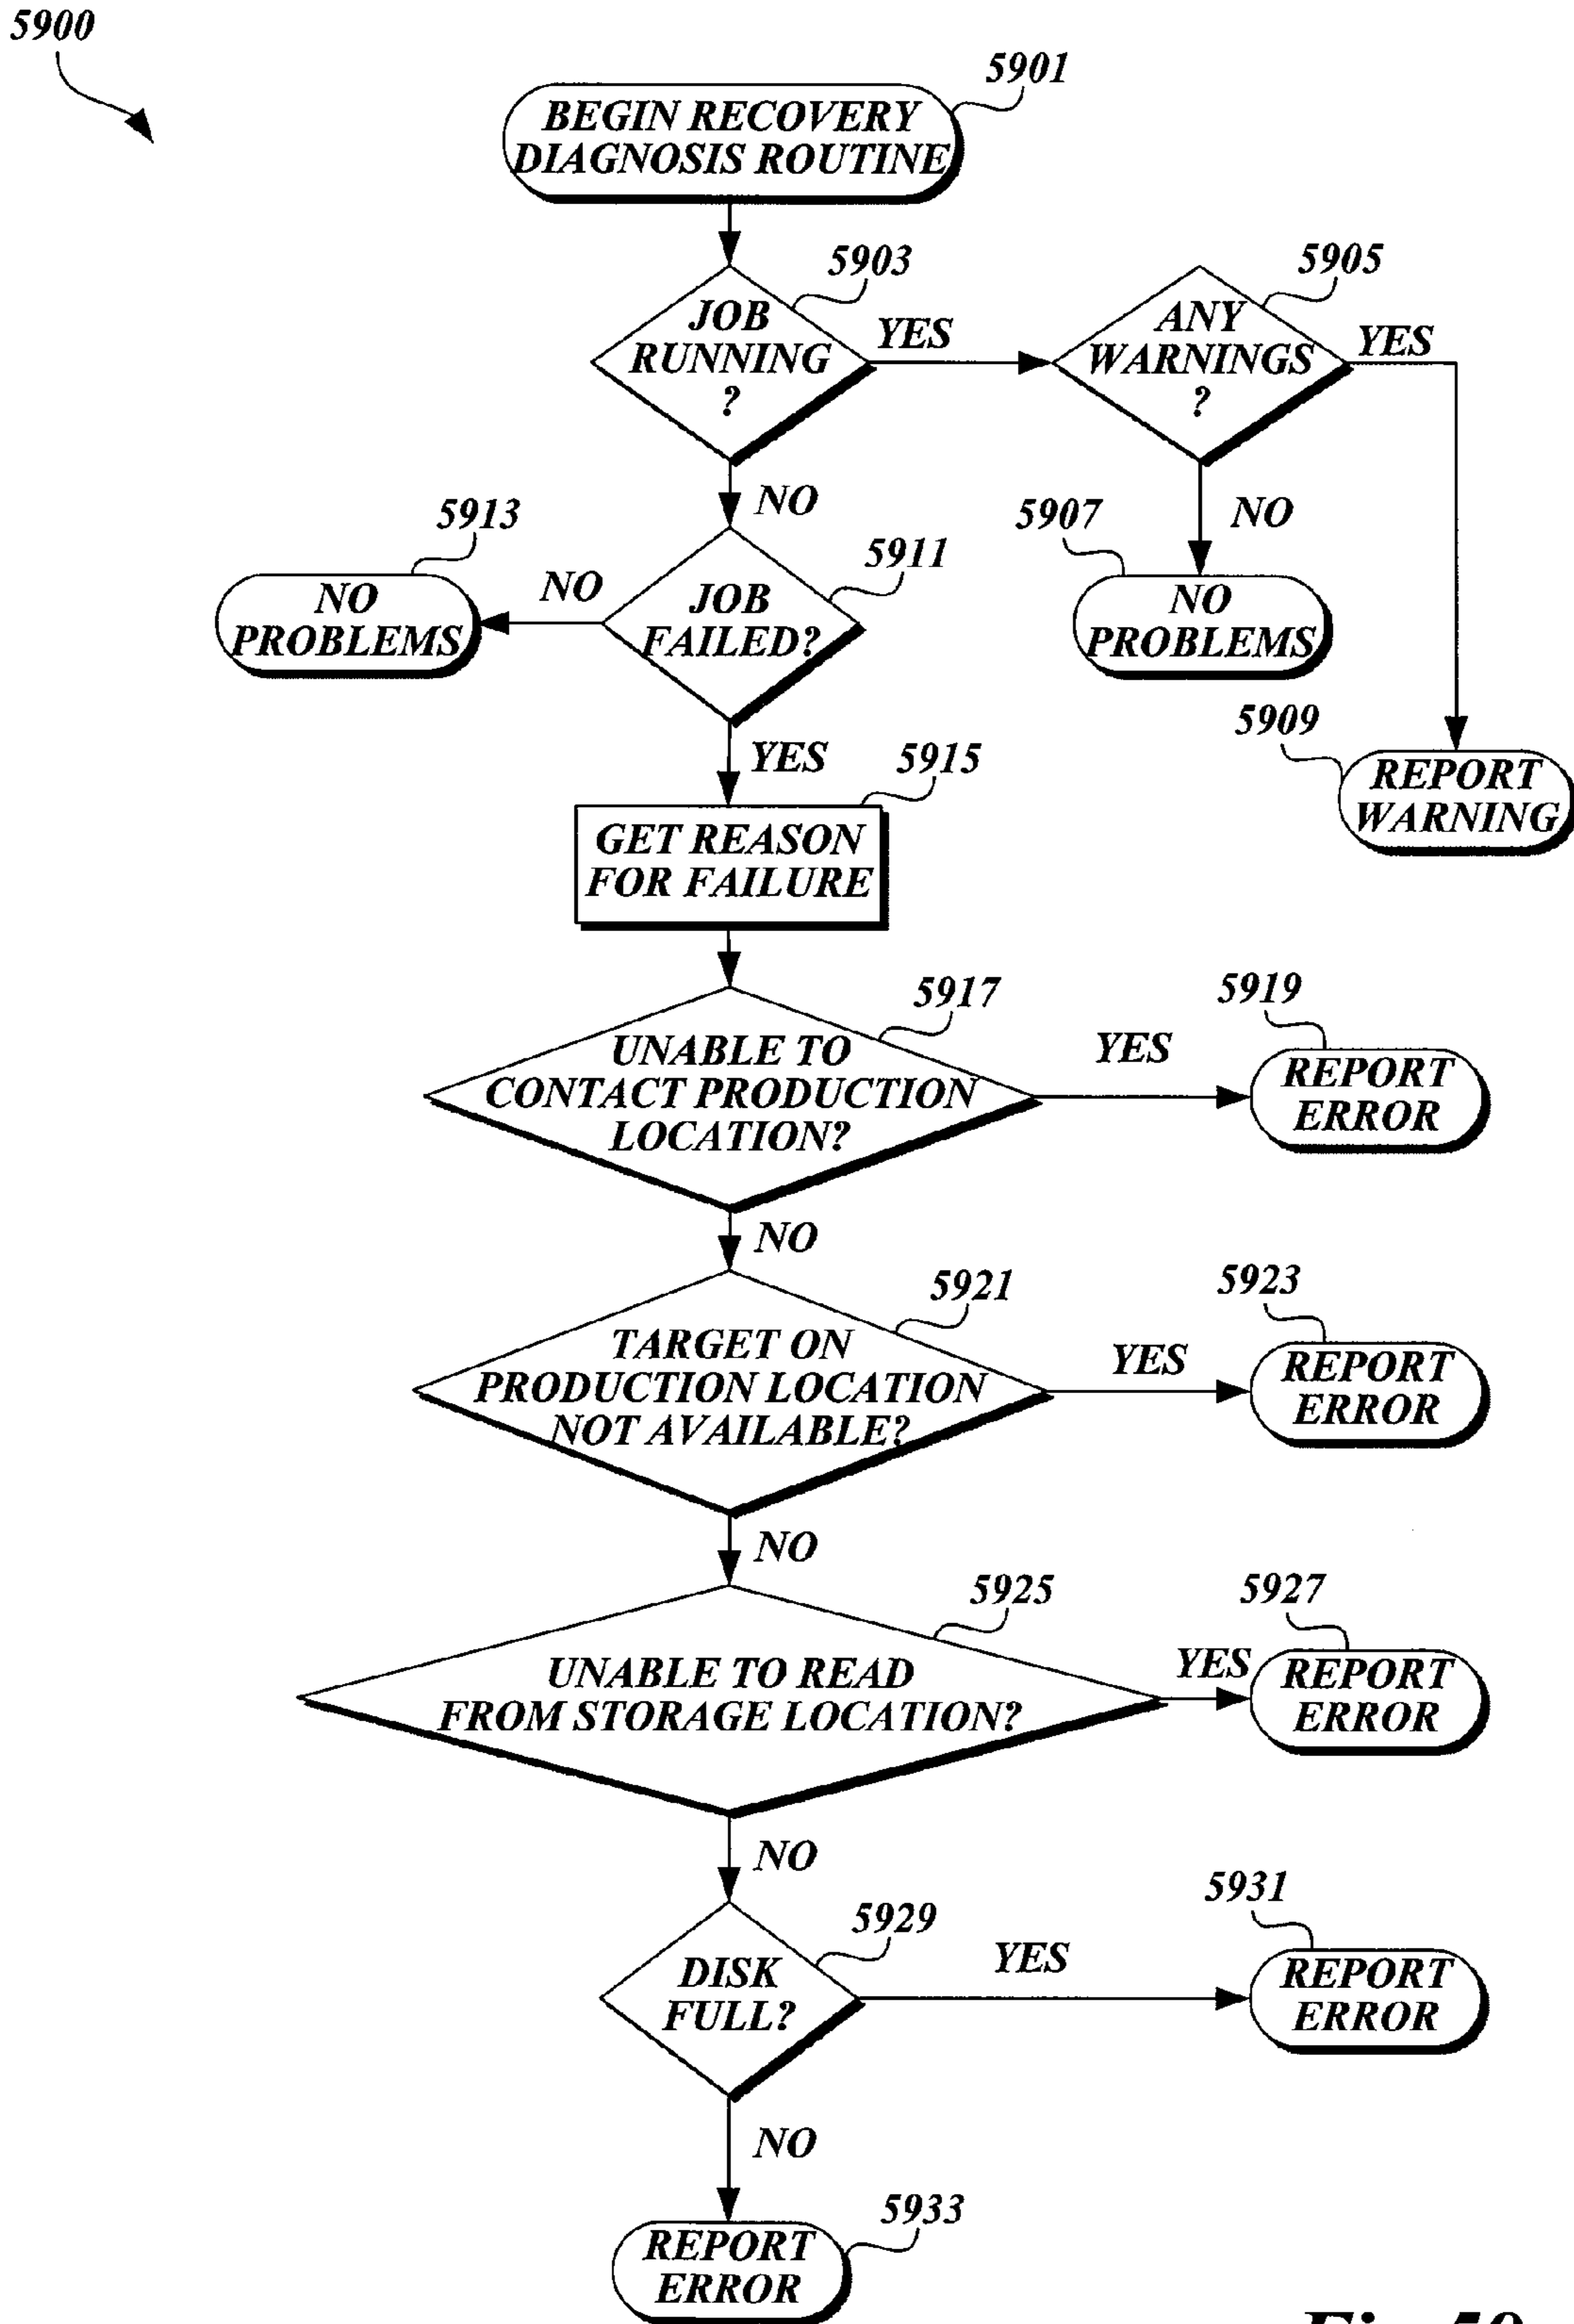 5900
5901
BEGIN RECOVERY
DIAGNOSIS ROUTINE
5903
JOB
RUNNING
?
YES
5905
ANY
WARNINGS
?
YES
NO
5907
NO
PROBLEMS
5909
REPORT
WARNING
NO
5911
JOB
FAILED?
NO
5913
NO
PROBLEMS
YES
5915
GET REASON
FOR FAILURE
5917
UNABLE TO
CONTACT PRODUCTION
LOCATION?
YES
5919
REPORT
ERROR
NO
5921
TARGET ON
PRODUCTION LOCATION
NOT AVAILABLE?
YES
5923
REPORT
ERROR
NO
5925
UNABLE TO READ
FROM STORAGE LOCATION?
YES
5927
REPORT
ERROR
NO
5929
DISK
FULL?
YES
5931
REPORT
ERROR
NO
5933
REPORT
ERROR